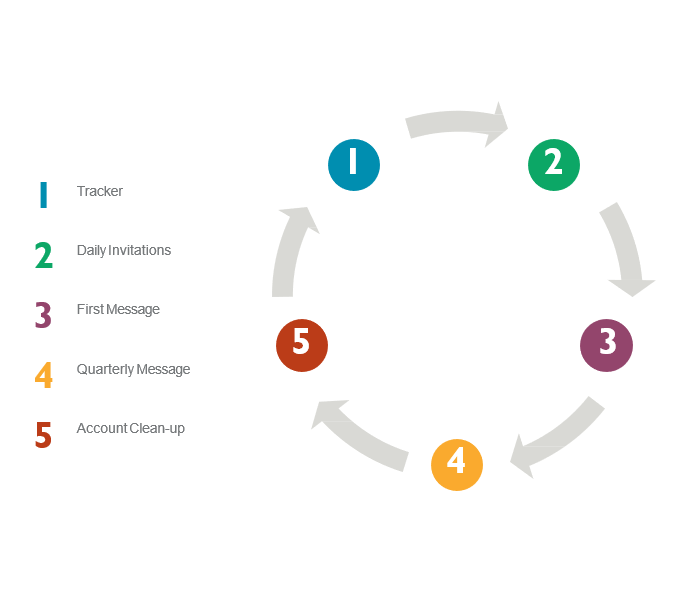 1 Tracker
2 Daily Invitations
3 First Message
4 Quarterly Message
5 Account Clean-up
1
2
5
3
4